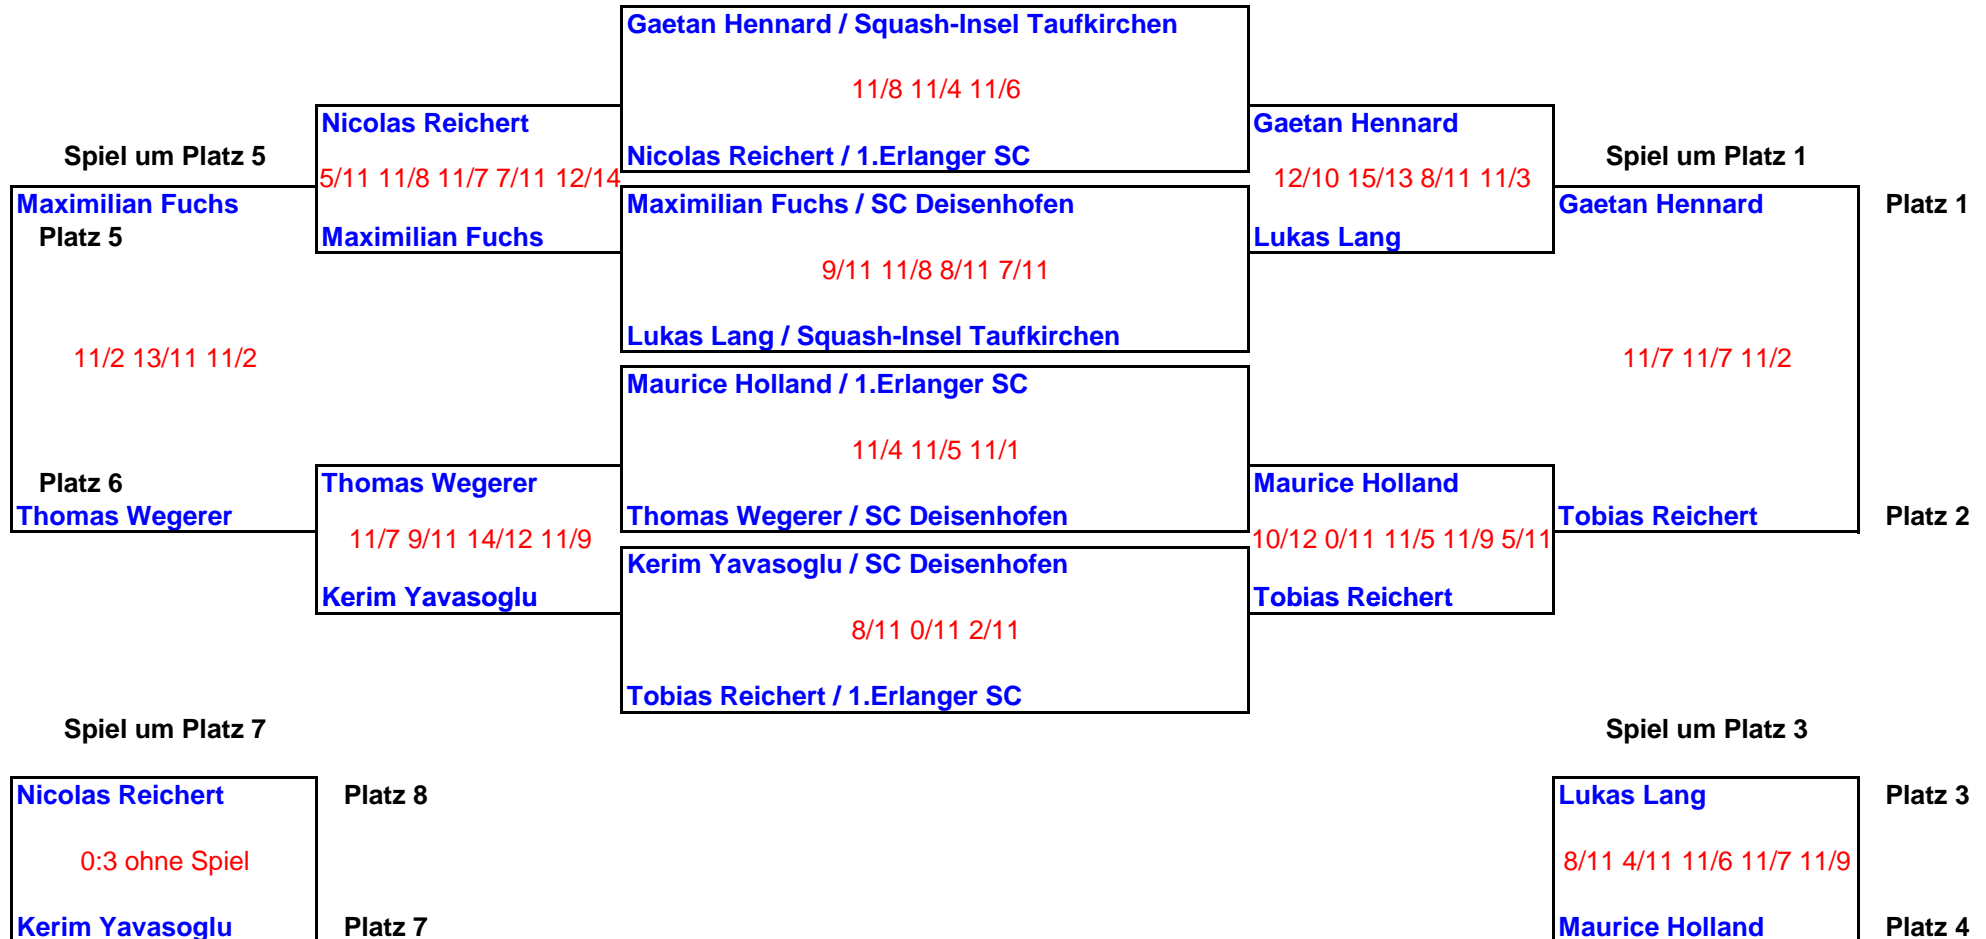 Gaetan Hennard / Squash-Insel Taufkirchen
11/8 11/4 11/6
Nicolas Reichert
Gaetan Hennard
Spiel um Platz 5
Nicolas Reichert / 1.Erlanger SC
Spiel um Platz 1
5/11 11/8 11/7 7/11 12/14
12/10 15/13 8/11 11/3
Maximilian Fuchs
Maximilian Fuchs / SC Deisenhofen
Gaetan Hennard
Platz 1
Platz 5
Maximilian Fuchs
Lukas Lang
9/11 11/8 8/11 7/11
Lukas Lang / Squash-Insel Taufkirchen
11/2 13/11 11/2
11/7 11/7 11/2
Maurice Holland / 1.Erlanger SC
11/4 11/5 11/1
Platz 6
Thomas Wegerer
Maurice Holland
Thomas Wegerer
Thomas Wegerer / SC Deisenhofen
Tobias Reichert
Platz 2
11/7 9/11 14/12 11/9
10/12 0/11 11/5 11/9 5/11
Kerim Yavasoglu / SC Deisenhofen
Kerim Yavasoglu
Tobias Reichert
8/11 0/11 2/11
Tobias Reichert / 1.Erlanger SC
Spiel um Platz 7
Spiel um Platz 3
Nicolas Reichert
Platz 8
Lukas Lang
Platz 3
0:3 ohne Spiel
8/11 4/11 11/6 11/7 11/9
Kerim Yavasoglu
Platz 7
Maurice Holland
Platz 4